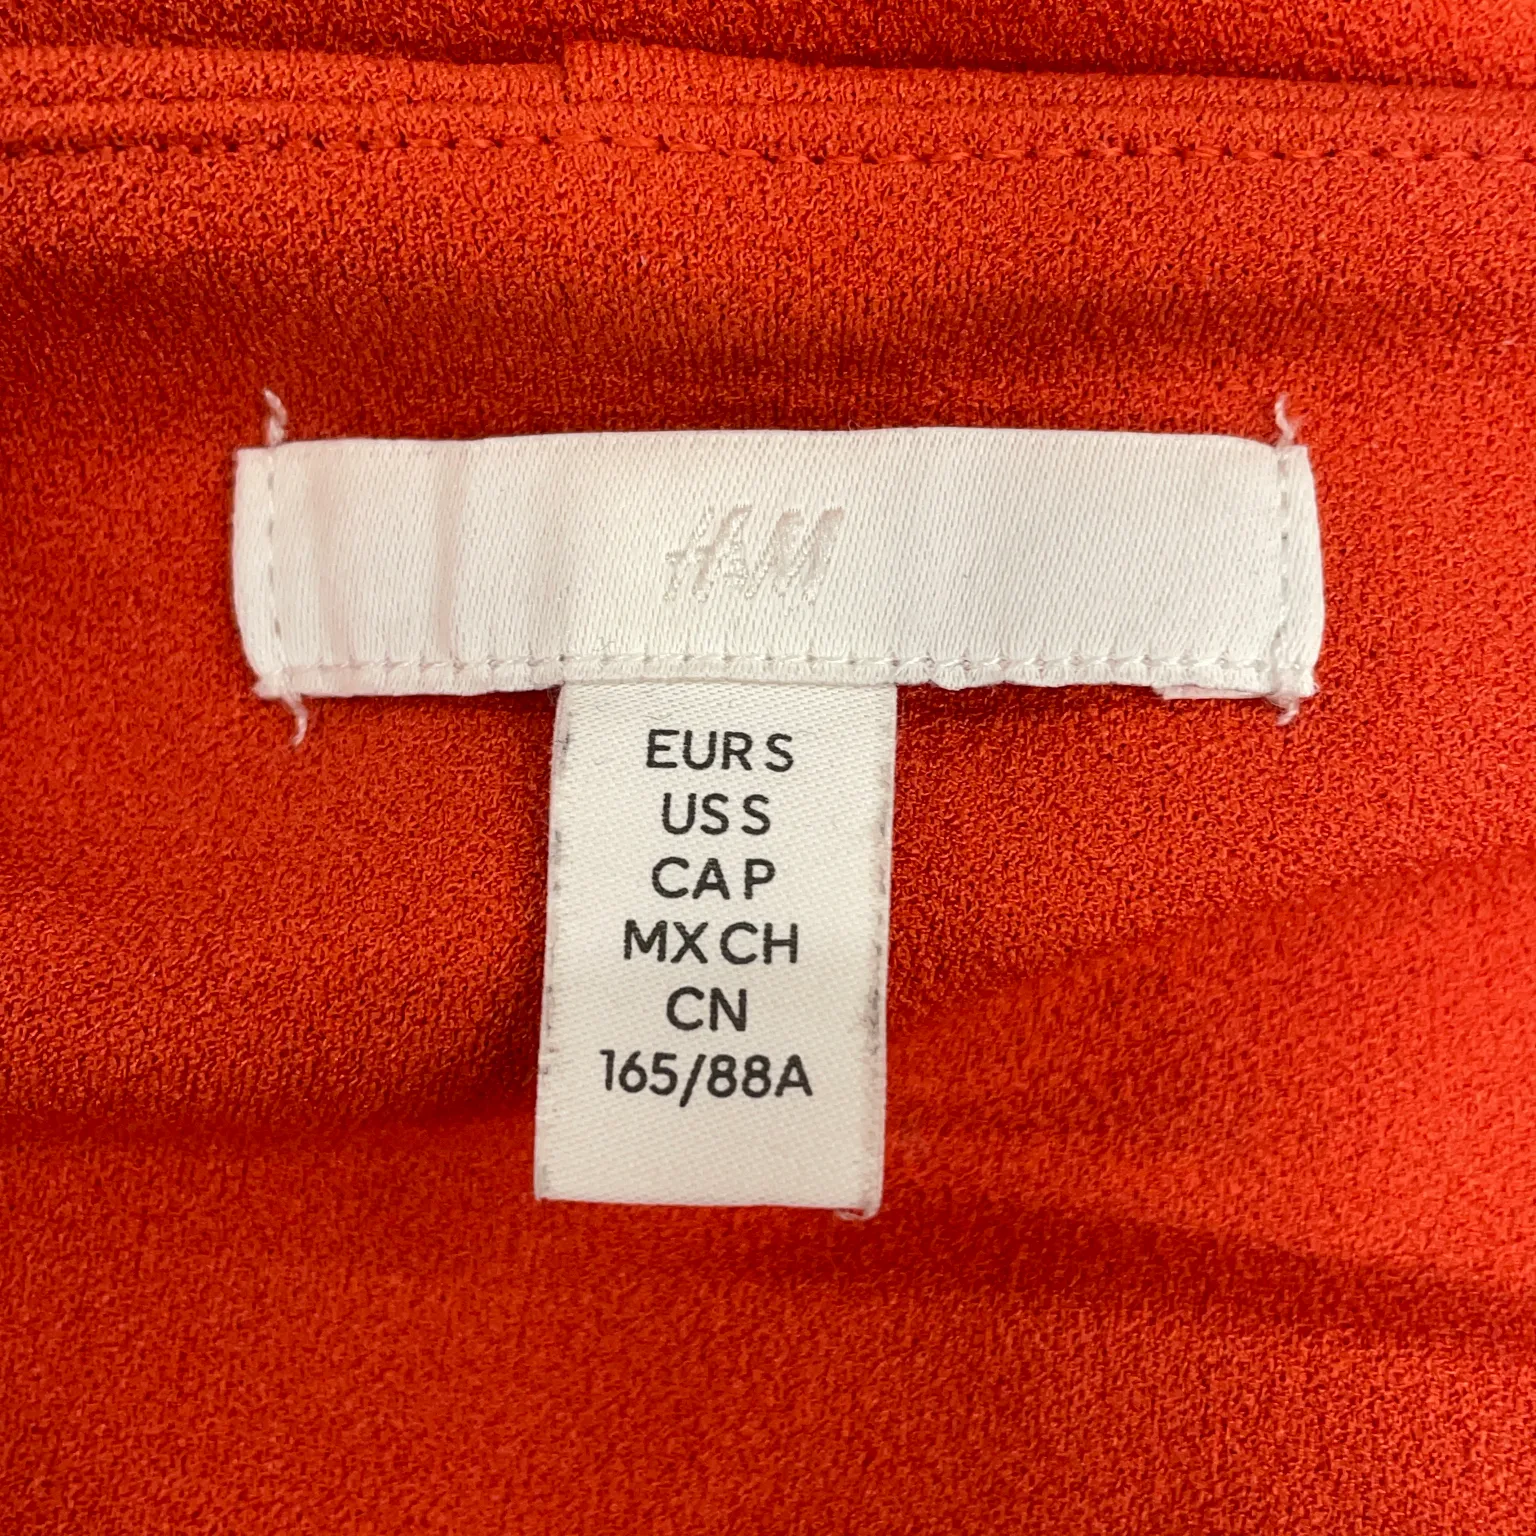 H&M
EUR S
US S
CA P
MX CH
CN
165/88A